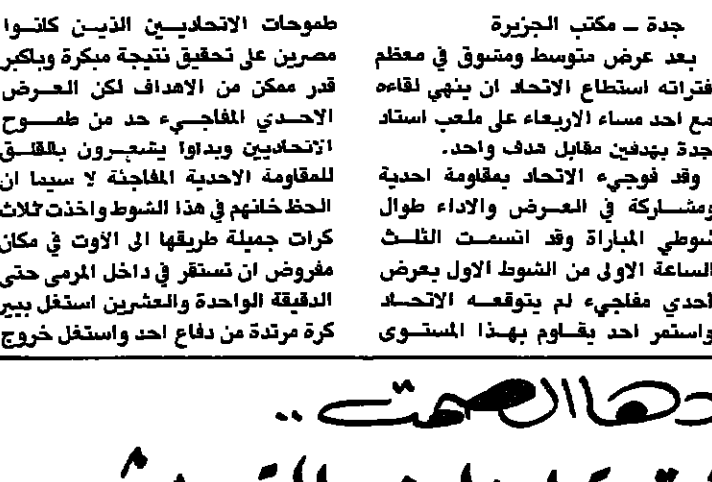 جدة ــ مكتب الجزيرة
بعد عرض متوسط ومشوق في معظم
فتراته استطاع الاتحاد ان ينهي لقاءه
مع احد مساء الاربعاء على ملعب استاد
جدة بهدفين مقابل هدف واحد.
وقد فوجيء الاتحاد بمقاومة احدية
ومشاركة في العرض والاداء طوال
شوطي المباراة وقد اتسمت الثلث
الساعة الاولى من الشوط الاول بعرض
أحدي مفاجيء لم يتوقعه الاتحاد
واستمر احد يقاوم بهذا المستوى
طموحات الاتحاديين الذين كانوا
مصرين على تحقيق نتيجة مبكرة وباكبر
قدر ممكن من الاهداف لكن العرض
الاحدي المفاجيء حد من طموح
الاتحاديين وبداوا يشعرون بالقلق
للمقاومة الاحدية المفاجئة لا سيما ان
الحظ خانهم في هذا الشوط واخذت ثلاث
كرات جميلة طريقها الى الاوت في مكان
مفروض ان تستقر في داخل المرمى حتى
الدقيقة الواحدة والعشرين استغل بيير
كرة مرتدة من دفاع احد واستغل خروج
الصمت ..